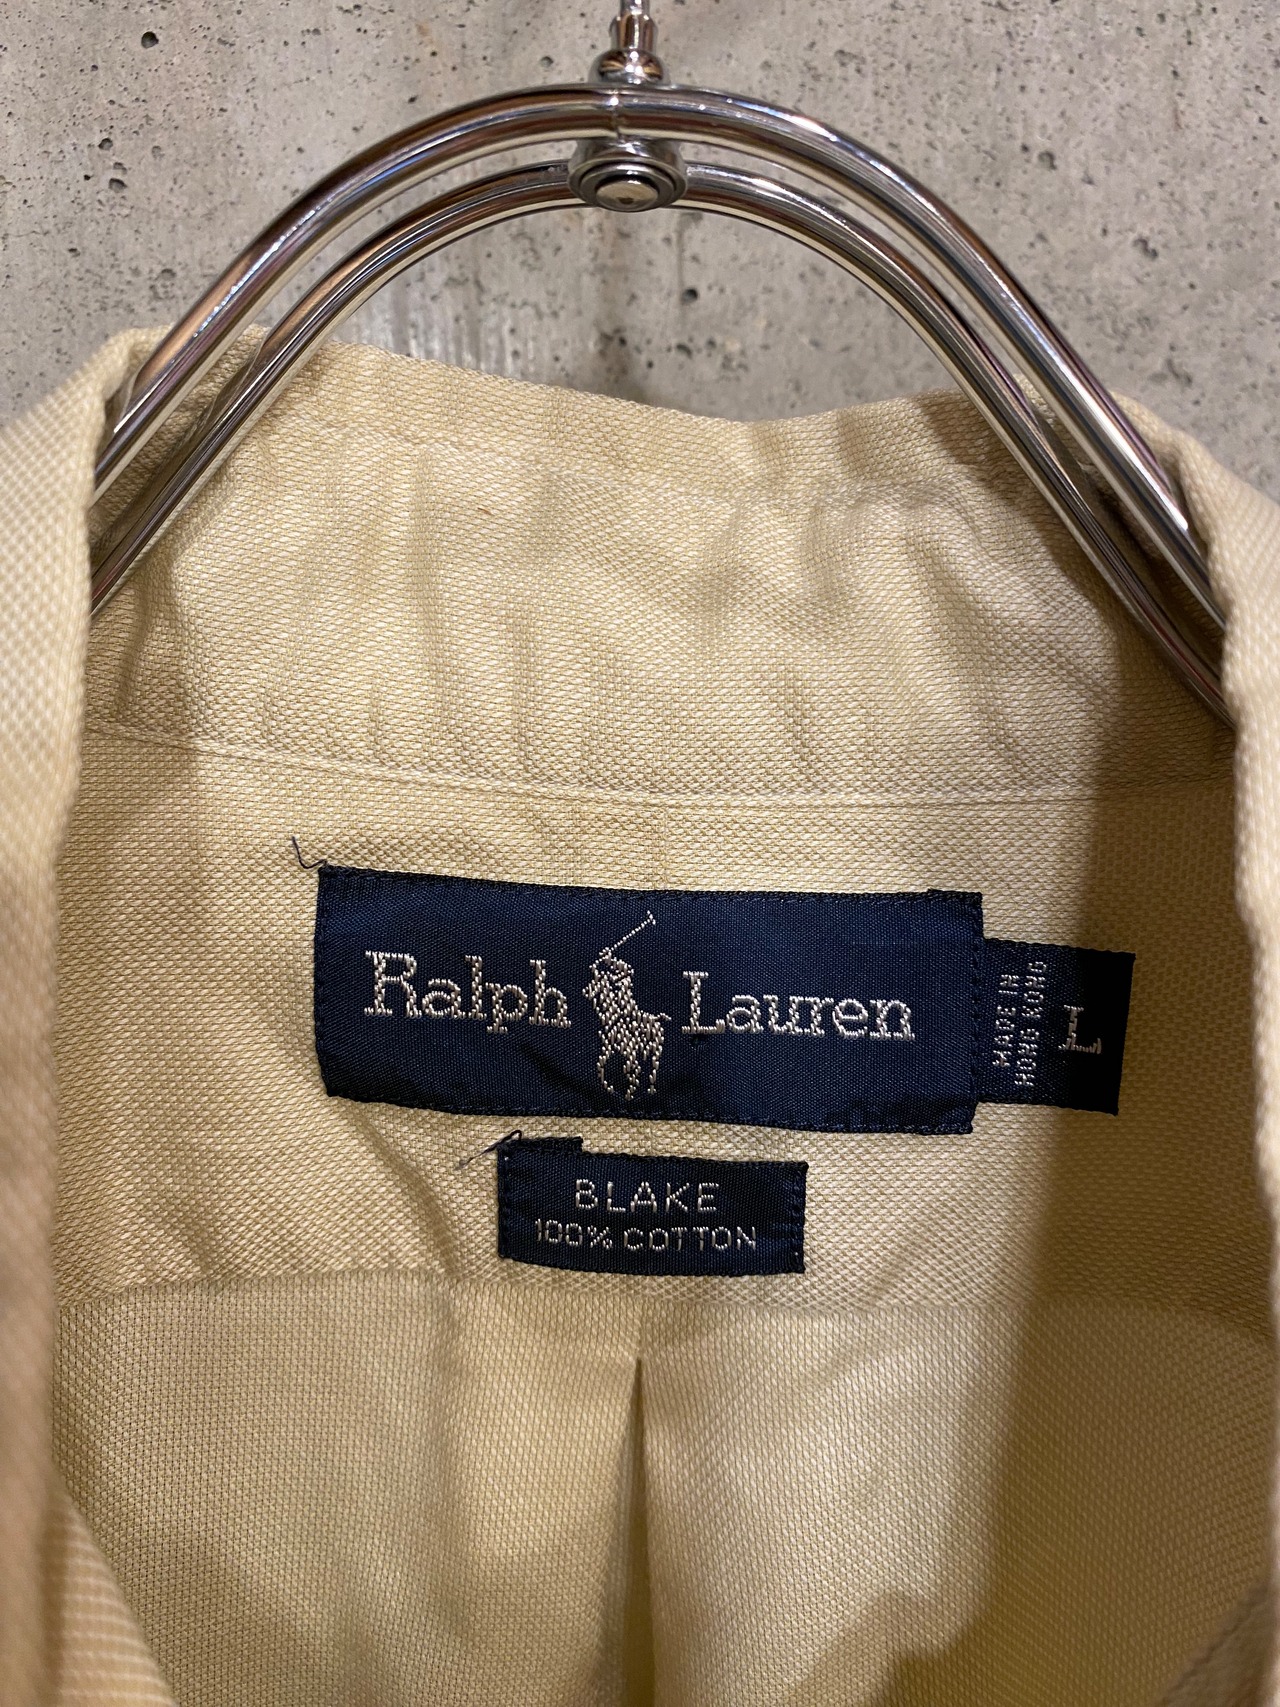 Ralph Lauren
MADE IN
HONG KONG
L
BLAKE
100% COTTON